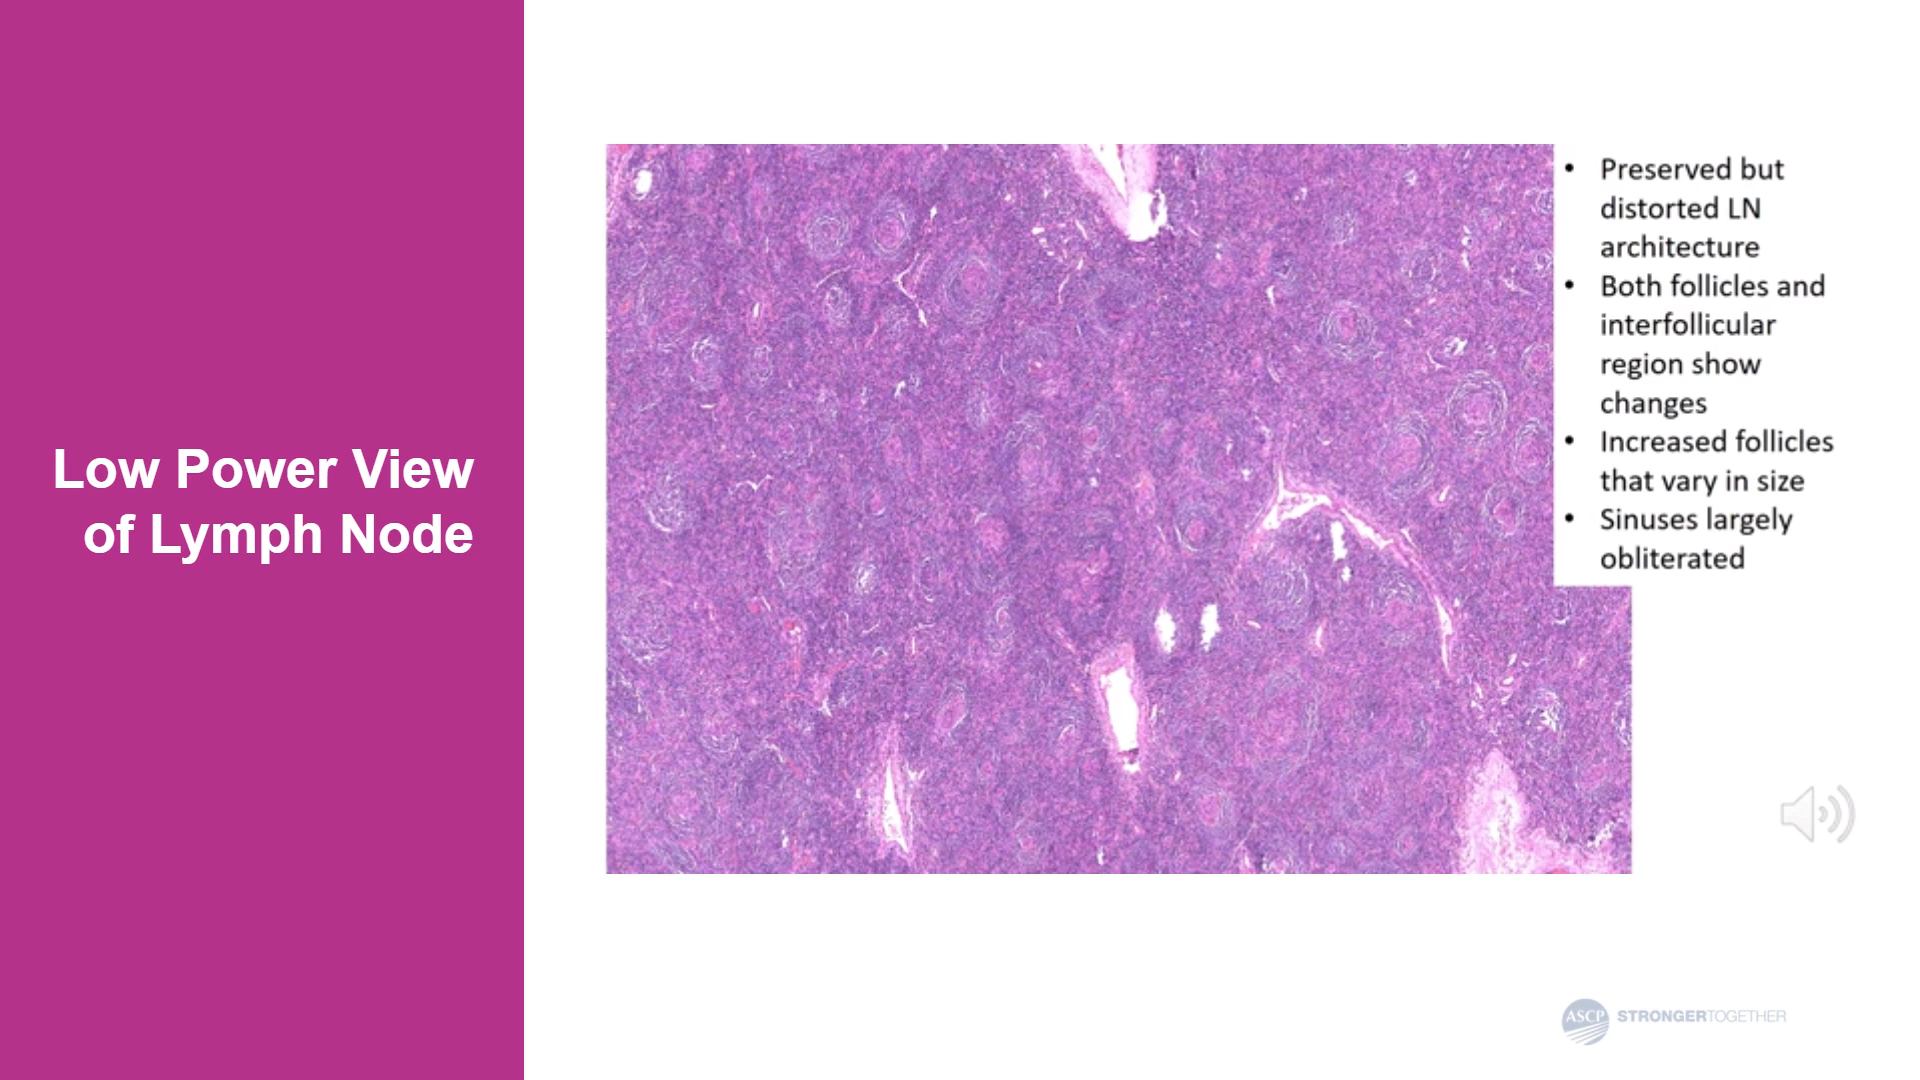 Low Power View
of Lymph Node
• Preserved but
distorted LN
architecture
• Both follicles and
interfollicular
region show
changes
• Increased follicles
that vary in size
• Sinuses largely
obliterated
ASCP STRONGERTOGETHER